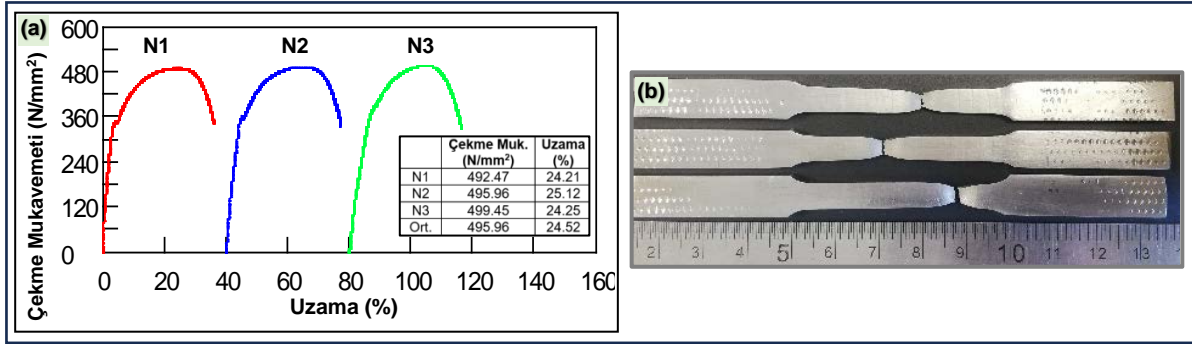 (a)
Çekme Mukavemeti (N/mm²)
600
480
360
240
120
0
N1 N2 N3
Çekme Muk. (N/mm²) Uzama (%)
N1 492.47 24.21
N2 495.96 25.12
N3 499.45 24.25
Ort. 495.96 24.52
0 20 40 60 80 100 120 140 160
Uzama (%)
(b)
2 3 4 5 6 7 8 9 10 11 12 13